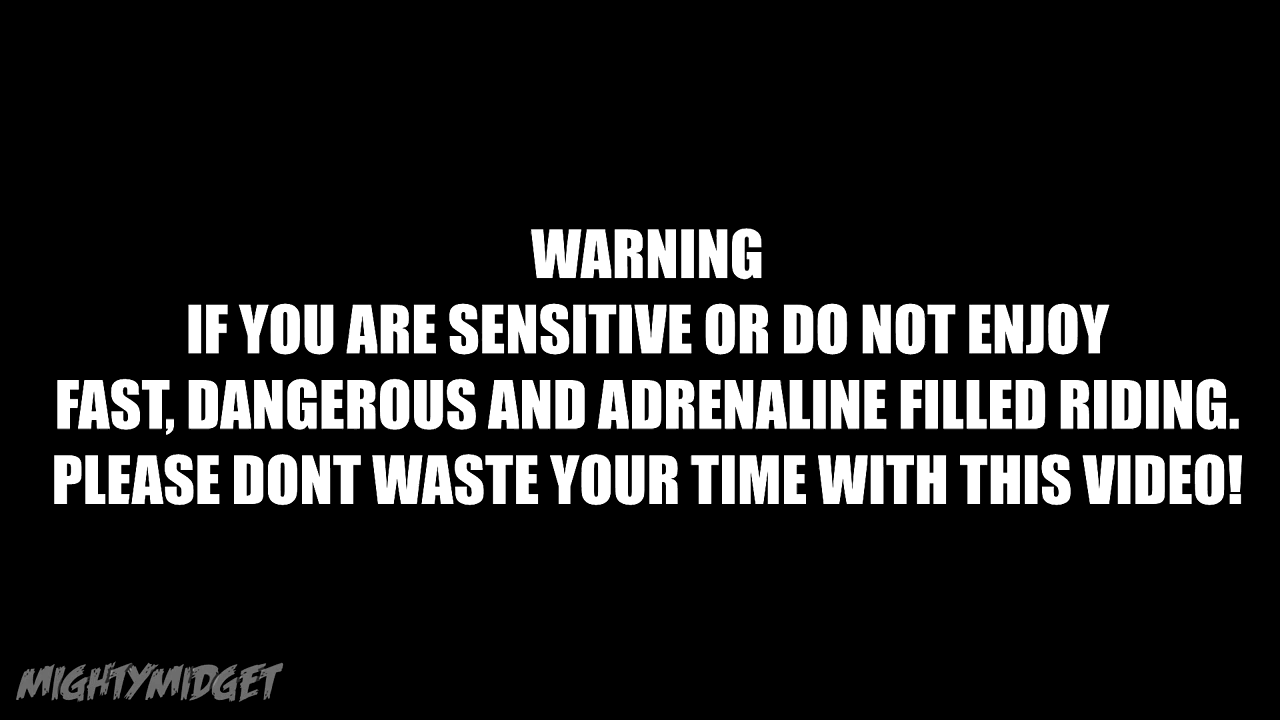 WARNING
IF YOU ARE SENSITIVE OR DO NOT ENJOY
FAST, DANGEROUS AND ADRENALINE FILLED RIDING.
PLEASE DONT WASTE YOUR TIME WITH THIS VIDEO!
MIGHTYMIDGET